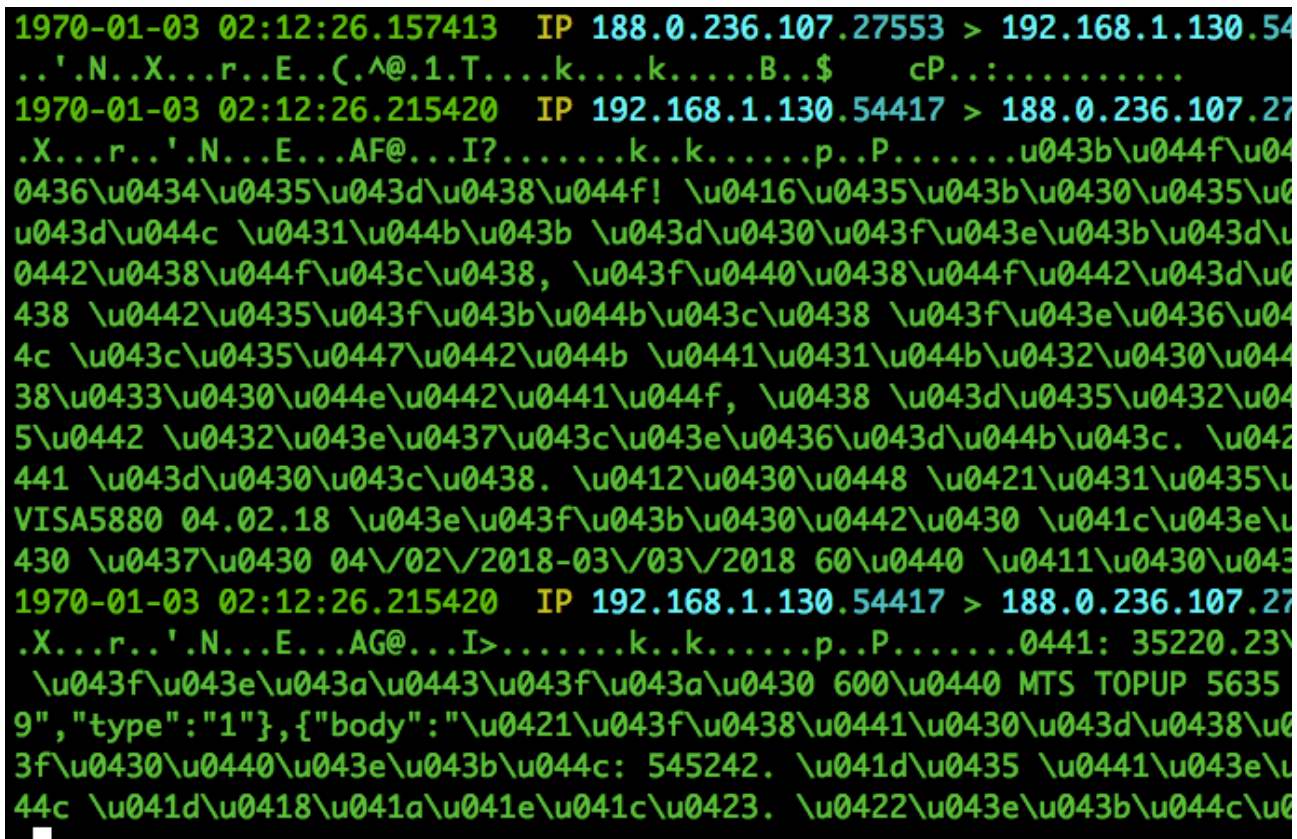 1970-01-03 02:12:26.157413  IP 188.0.236.107.27553 > 192.168.1.130.54
..'.N..X...r..E..(.^@.1.T....k....k.....B..$    cP..:..........
1970-01-03 02:12:26.215420  IP 192.168.1.130.54417 > 188.0.236.107.27
.X...r..'.N...E...AF@...I?.......k..k......p..P.......u043b\u044f\u04
0436\u0434\u0435\u043d\u0438\u044f! \u0416\u0435\u043b\u0430\u0435\u0
u043d\u044c \u0431\u044b\u043b \u043d\u0430\u043f\u043e\u043b\u043d\u
0442\u0438\u044f\u043c\u0438, \u043f\u0440\u0438\u044f\u0442\u043d\u0
438 \u0442\u0435\u043f\u043b\u044b\u043c\u0438 \u043f\u043e\u0436\u04
4c \u043c\u0435\u0447\u0442\u044b \u0441\u0431\u044b\u0432\u0430\u044
38\u0433\u0430\u044e\u0442\u0441\u044f, \u0438 \u043d\u0435\u0432\u04
5\u0442 \u0432\u043e\u0437\u043c\u043e\u0436\u043d\u044b\u043c. \u042
441 \u043d\u0430\u043c\u0438. \u0412\u0430\u0448 \u0421\u0431\u0435\u
VISA5880 04.02.18 \u043e\u043f\u043b\u0430\u0442\u0430 \u041c\u043e\u
430 \u0437\u0430 04\/02\/2018-03\/03\/2018 60\u0440 \u0411\u0430\u043
1970-01-03 02:12:26.215420  IP 192.168.1.130.54417 > 188.0.236.107.27
.X...r..'.N...E...AG@...I>.......k..k......p..P.......0441: 35220.23\
 \u043f\u043e\u043a\u0443\u043f\u043a\u0430 600\u0440 MTS TOPUP 5635
9","type":"1"},{"body":"\u0421\u043f\u0438\u0441\u0430\u043d\u0438\u0
3f\u0430\u0440\u043e\u043b\u044c: 545242. \u041d\u0435 \u0441\u043e\u
44c \u041d\u0418\u041a\u041e\u041c\u0423. \u0422\u043e\u043b\u044c\u0